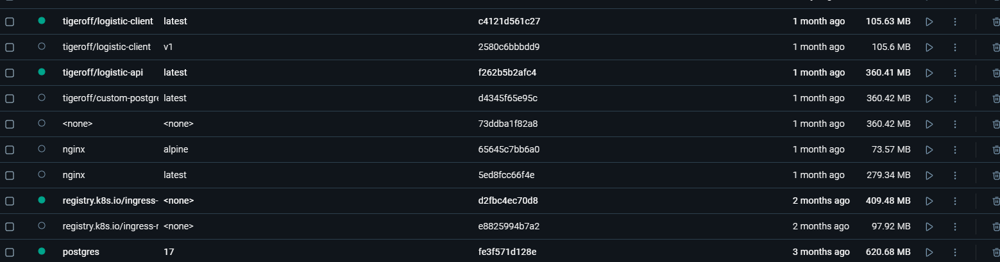 tigeroff/logistic-client latest c4121d561c27 1 month ago 105.63 MB
tigeroff/logistic-client v1 2580c6bbbdd9 1 month ago 105.6 MB
tigeroff/logistic-api latest f262b5b2afc4 1 month ago 360.41 MB
tigeroff/custom-postgre latest d4345f65e95c 1 month ago 360.42 MB
<none> <none> 73ddba1f82a8 1 month ago 360.42 MB
nginx alpine 65645c7bb6a0 1 month ago 73.57 MB
nginx latest 5ed8fcc66f4e 1 month ago 279.34 MB
registry.k8s.io/ingress- <none> d2fbc4ec70d8 2 months ago 409.48 MB
registry.k8s.io/ingress-r <none> e8825994b7a2 2 months ago 97.92 MB
postgres 17 fe3f571d128e 3 months ago 620.68 MB